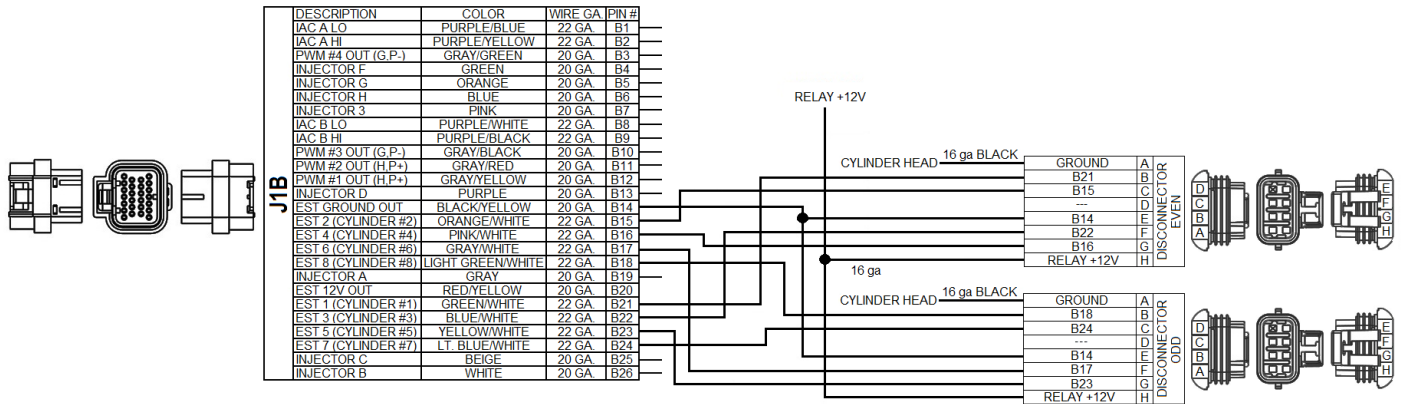 J1B
DESCRIPTION COLOR WIRE GA. PIN #
IAC A LO PURPLE/BLUE 22 GA. B1
IAC A HI PURPLE/YELLOW 22 GA. B2
PWM #4 OUT (G,P-) GRAY/GREEN 20 GA. B3
INJECTOR F GREEN 20 GA. B4
INJECTOR G ORANGE 20 GA. B5
INJECTOR H BLUE 20 GA. B6
INJECTOR 3 PINK 20 GA. B7
IAC B LO PURPLE/WHITE 22 GA. B8
IAC B HI PURPLE/BLACK 22 GA. B9
PWM #3 OUT (G,P-) GRAY/BLACK 20 GA. B10
PWM #2 OUT (H,P+) GRAY/RED 20 GA. B11
PWM #1 OUT (H,P+) GRAY/YELLOW 20 GA. B12
INJECTOR D PURPLE 20 GA. B13
EST GROUND OUT BLACK/YELLOW 20 GA. B14
EST 2 (CYLINDER #2) ORANGE/WHITE 22 GA. B15
EST 4 (CYLINDER #4) PINK/WHITE 22 GA. B16
EST 6 (CYLINDER #6) GRAY/WHITE 22 GA. B17
EST 8 (CYLINDER #8) LIGHT GREEN/WHITE 22 GA. B18
INJECTOR A GRAY 20 GA. B19
EST 12V OUT RED/YELLOW 20 GA. B20
EST 1 (CYLINDER #1) GREEN/WHITE 22 GA. B21
EST 3 (CYLINDER #3) BLUE/WHITE 22 GA. B22
EST 5 (CYLINDER #5) YELLOW/WHITE 22 GA. B23
EST 7 (CYLINDER #7) LT. BLUE/WHITE 22 GA. B24
INJECTOR C BEIGE 20 GA. B25
INJECTOR B WHITE 20 GA. B26
RELAY +12V
16 ga
CYLINDER HEAD 16 ga BLACK
GROUND A
B21 B
B15 C
--- D
B14 E
B22 F
B16 G
RELAY +12V H
DISCONNECTOR
EVEN
D
C
B
A
E
F
G
H
CYLINDER HEAD 16 ga BLACK
GROUND A
B18 B
B24 C
--- D
B14 E
B17 F
B23 G
RELAY +12V H
DISCONNECTOR
ODD
D
C
B
A
E
F
G
H